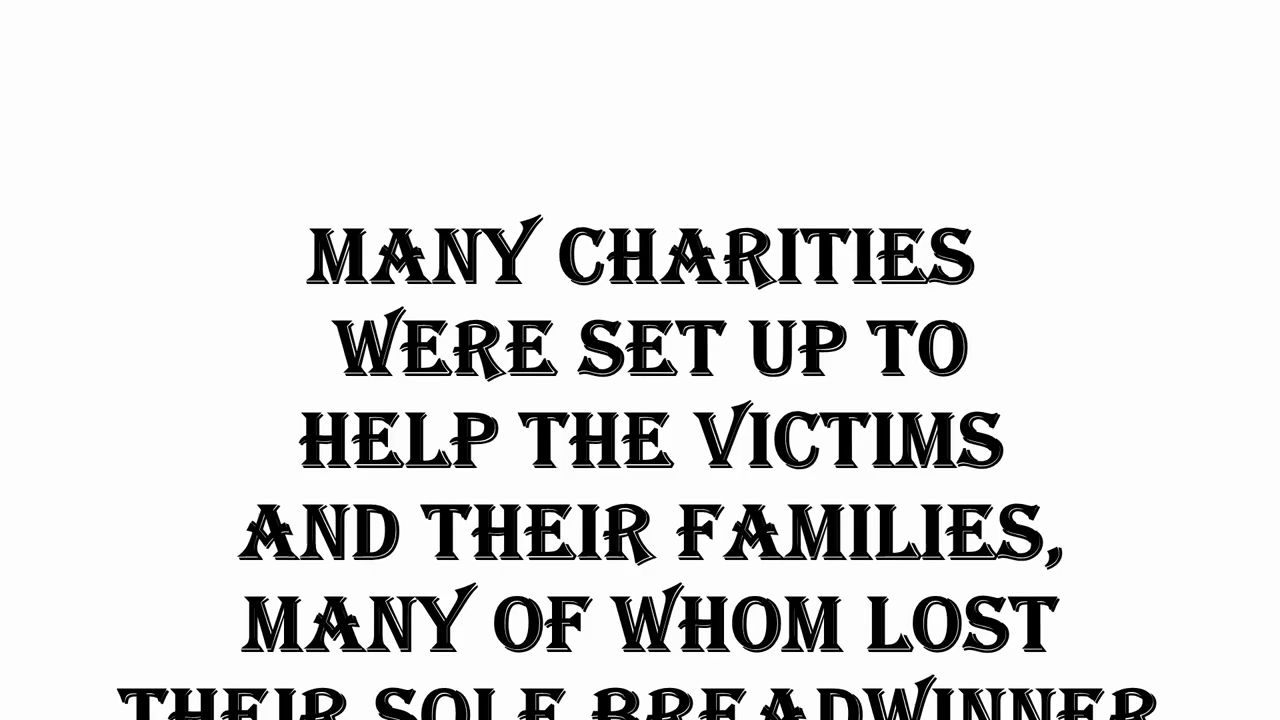 MANY CHARITIES
WERE SET UP TO
HELP THE VICTIMS
AND THEIR FAMILIES,
MANY OF WHOM LOST
THEIR SOLE BREADWINNER